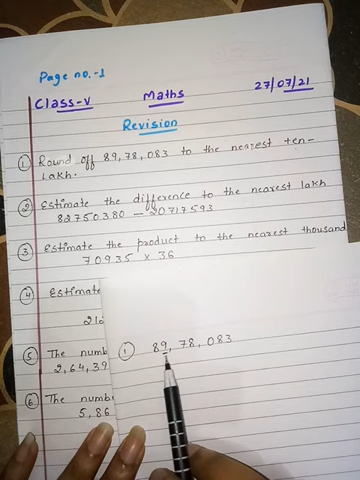 Page no.-1
Class-V Maths 27/07/21
Revision
① Round off 89,78,083 to the nearest ten-
Lakh.
② Estimate the difference to the nearest lakh
82750380 - 20717593
③ Estimate the product to the nearest thousand
70935 x 36
④ Estimate
① 89,78,083
⑤ The numb
2,64,39
⑥ The numbe
5,86